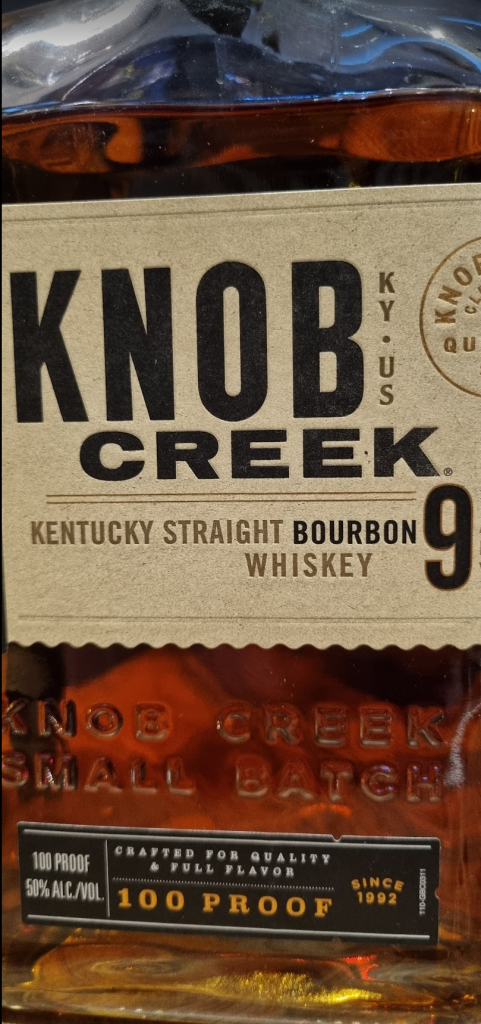 KNOB
KY·US
CREEK®
KENTUCKY STRAIGHT BOURBON 9
WHISKEY
KNOB CREEK
SMALL BATCH
100 PROOF
50% ALC./VOL.
CRAFTED FOR QUALITY
& FULL FLAVOR
100 PROOF
SINCE
1992